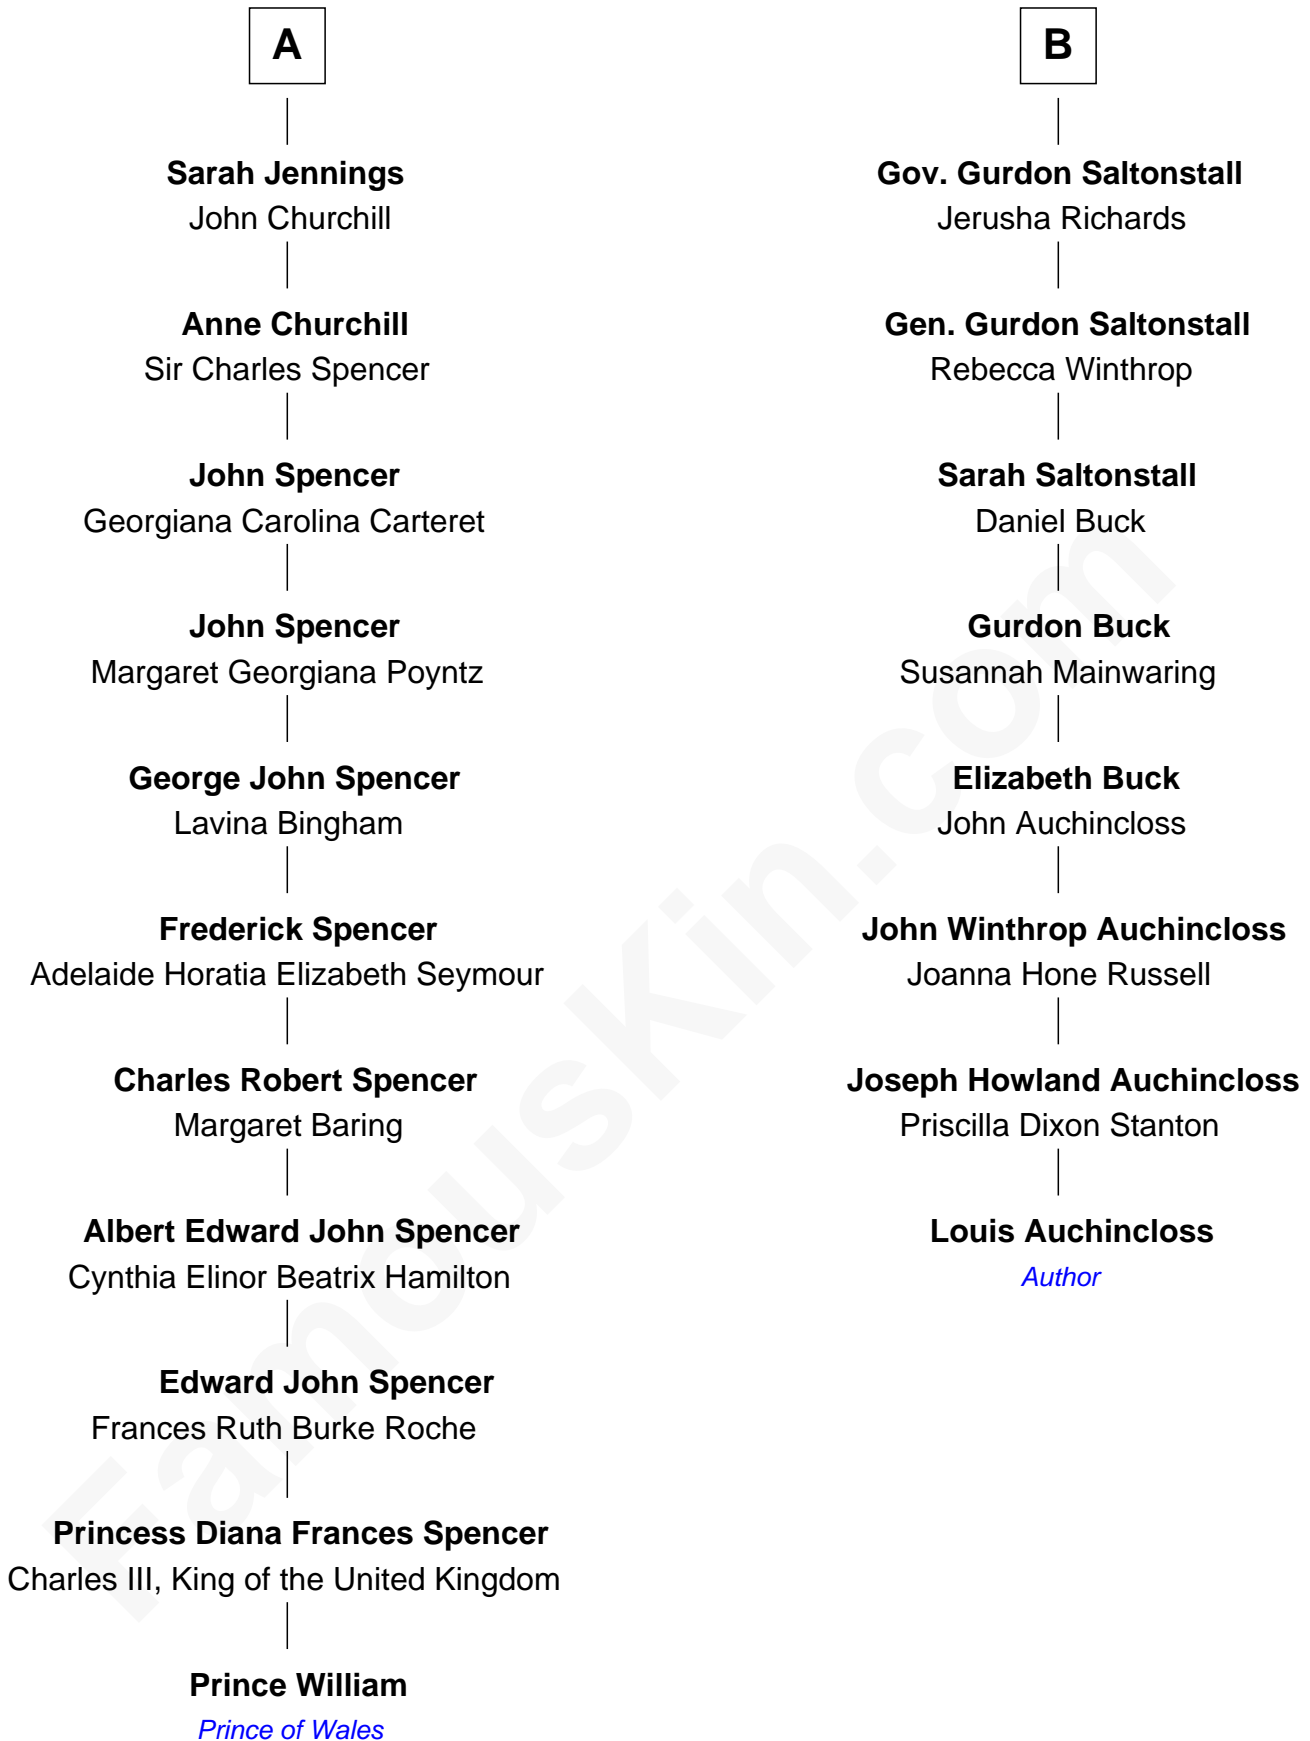 A
Sarah Jennings
John Churchill
Anne Churchill
Sir Charles Spencer
John Spencer
Georgiana Carolina Carteret
John Spencer
Margaret Georgiana Poyntz
George John Spencer
Lavina Bingham
Frederick Spencer
Adelaide Horatia Elizabeth Seymour
Charles Robert Spencer
Margaret Baring
Albert Edward John Spencer
Cynthia Elinor Beatrix Hamilton
Edward John Spencer
Frances Ruth Burke Roche
Princess Diana Frances Spencer
Charles III, King of the United Kingdom
Prince William
Prince of Wales
B
Gov. Gurdon Saltonstall
Jerusha Richards
Gen. Gurdon Saltonstall
Rebecca Winthrop
Sarah Saltonstall
Daniel Buck
Gurdon Buck
Susannah Mainwaring
Elizabeth Buck
John Auchincloss
John Winthrop Auchincloss
Joanna Hone Russell
Joseph Howland Auchincloss
Priscilla Dixon Stanton
Louis Auchincloss
Author
FamousKin.com